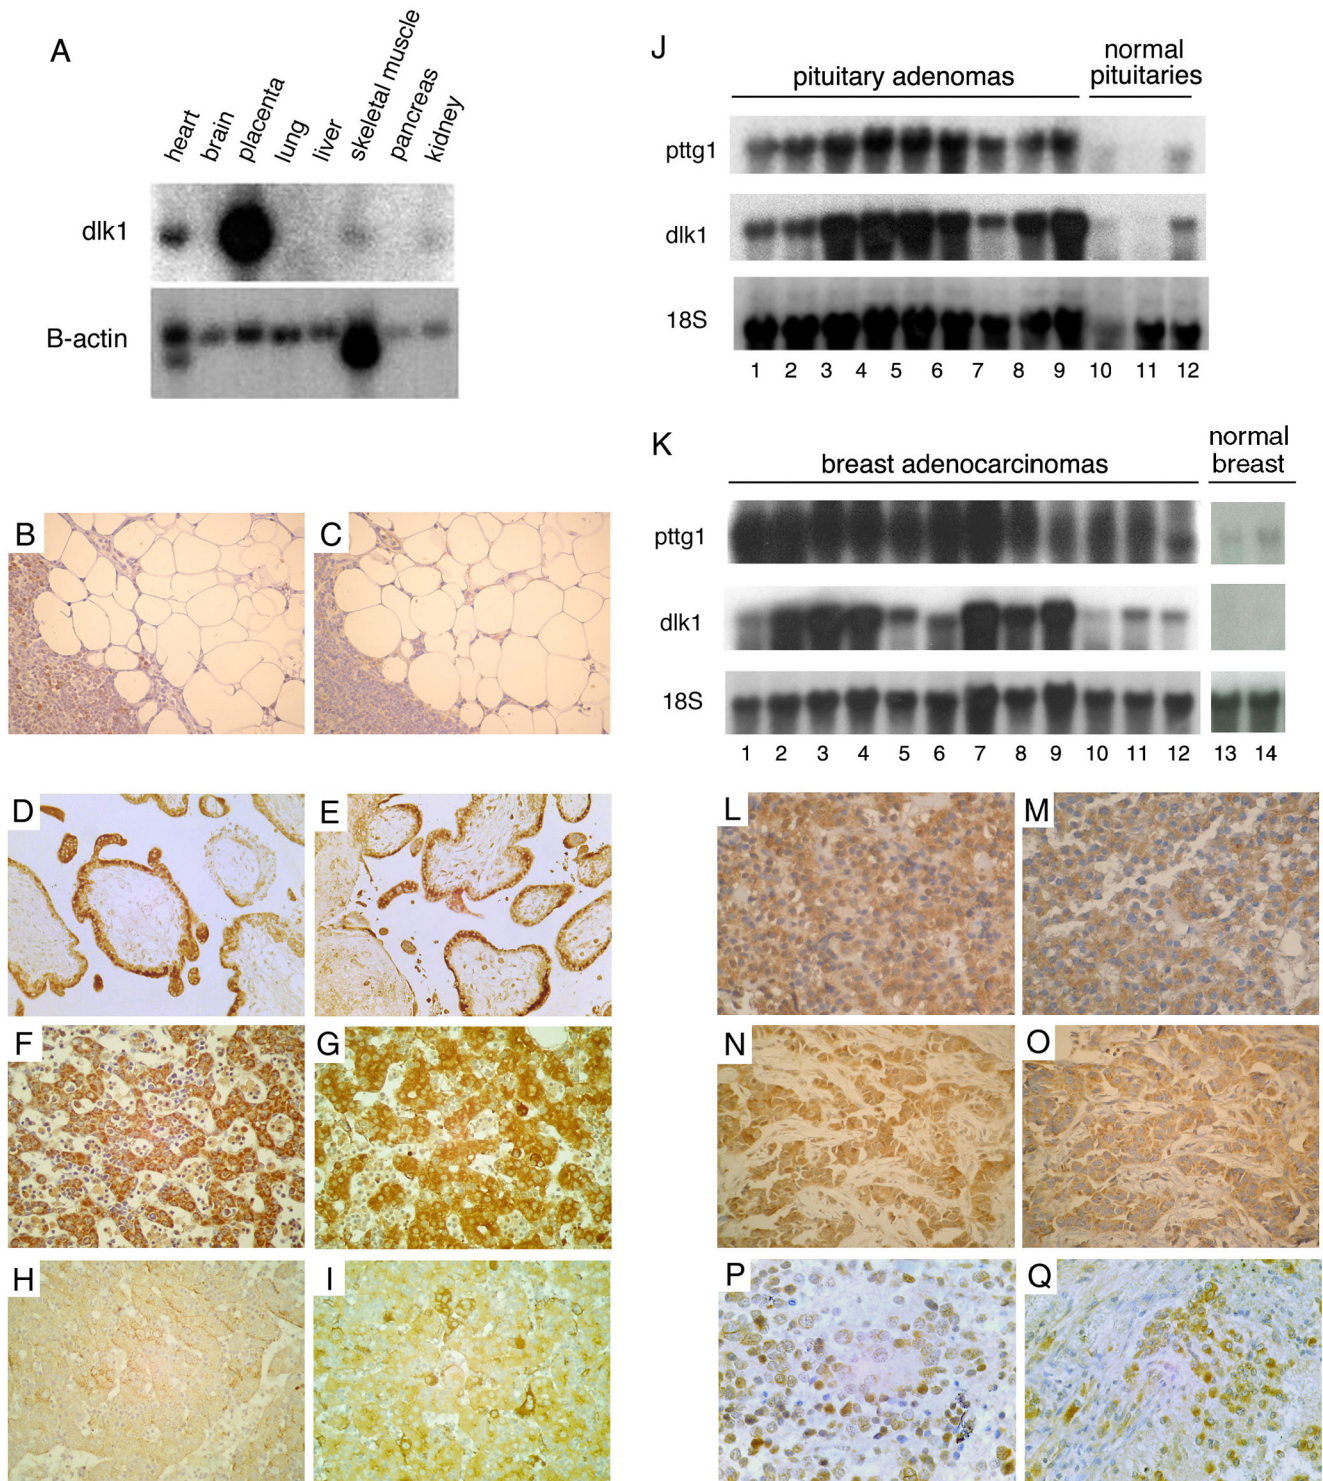 A
heart
brain
placenta
lung
liver
skeletal muscle
pancreas
kidney
dlk1
B-actin
B
C
D
E
F
G
H
I
J
pituitary adenomas
normal
pituitaries
pttg1
dlk1
18S
1 2 3 4 5 6 7 8 9 10 11 12
K
breast adenocarcinomas
normal
breast
pttg1
dlk1
18S
1 2 3 4 5 6 7 8 9 10 11 12 13 14
L
M
N
O
P
Q